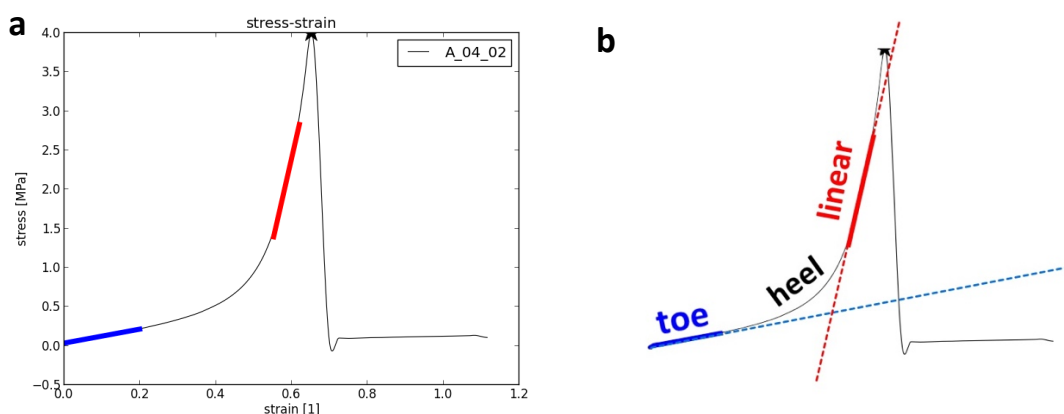 a
stress-strain
A_04_02
stress [MPa]
4.0
3.5
3.0
2.5
2.0
1.5
1.0
0.5
0.0
−0.5
0.0
0.2
0.4
0.6
0.8
1.0
1.2
strain [1]
b
toe
heel
linear